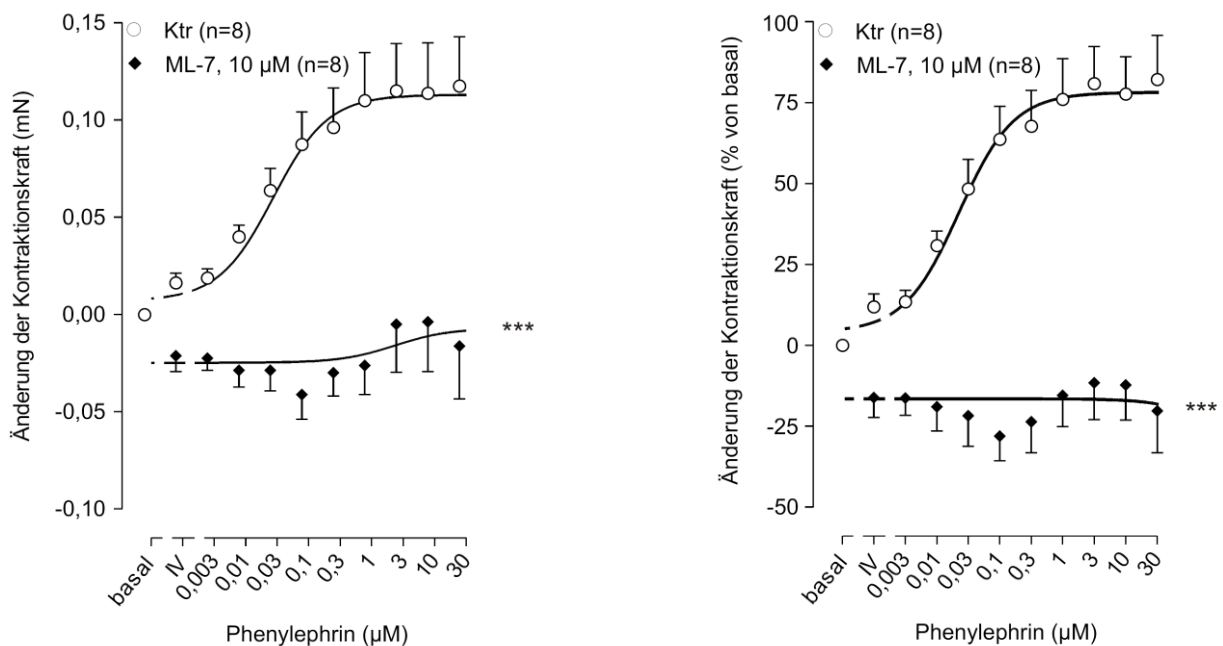 Änderung der Kontraktionskraft (mN)
0,15
0,10
0,05
0,00
-0,05
-0,10
Ktr (n=8)
ML-7, 10 µM (n=8)
***
basal
IV
0,003
0,01
0,03
0,1
0,3
1
3
10
30
Phenylephrin (µM)
Änderung der Kontraktionskraft (% von basal)
100
75
50
25
0
-25
-50
Ktr (n=8)
ML-7, 10 µM (n=8)
***
basal
IV
0,003
0,01
0,03
0,1
0,3
1
3
10
30
Phenylephrin (µM)